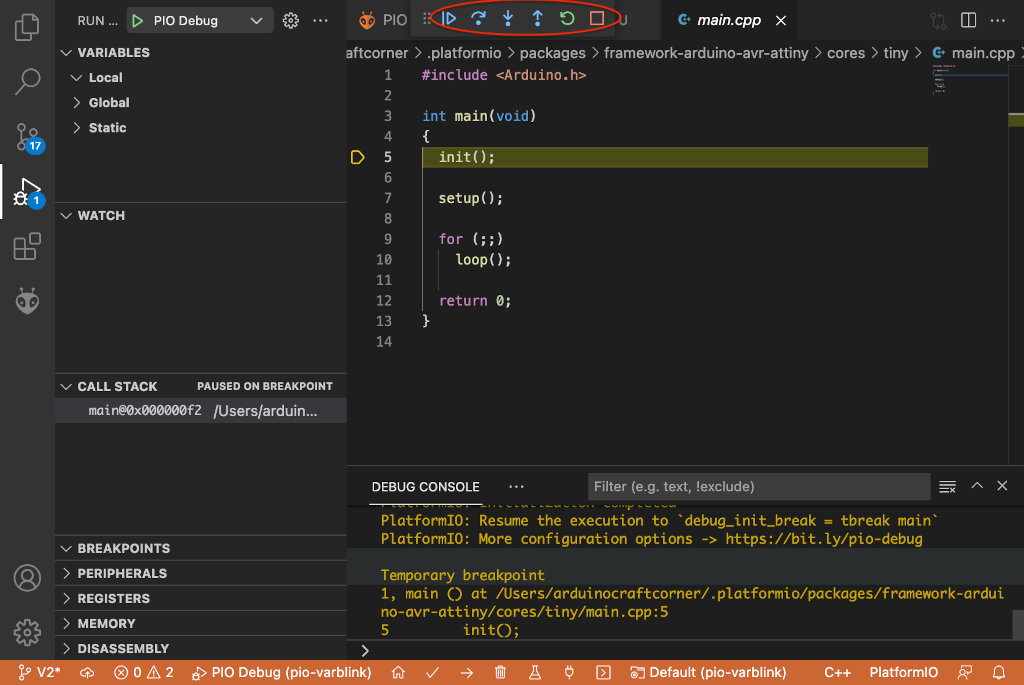 RUN ... PIO Debug ...
PIO
main.cpp
VARIABLES
Local
Global
Static
17
1
WATCH
CALL STACK PAUSED ON BREAKPOINT
main@0x000000f2 /Users/arduin...
BREAKPOINTS
PERIPHERALS
REGISTERS
MEMORY
DISASSEMBLY
aftcorner > .platformio > packages > framework-arduino-avr-attiny > cores > tiny > main.cpp
1 #include <Arduino.h>
2
3 int main(void)
4 {
5 init();
6
7 setup();
8
9 for (;;)
10 loop();
11
12 return 0;
13 }
14
DEBUG CONSOLE ... Filter (e.g. text, !exclude)
PlatformIO: Initialization completed
PlatformIO: Resume the execution to `debug_init_break = tbreak main`
PlatformIO: More configuration options -> https://bit.ly/pio-debug
Temporary breakpoint
1, main () at /Users/arduinocraftcorner/.platformio/packages/framework-ardui
no-avr-attiny/cores/tiny/main.cpp:5
5 init();
>
V2* 0 2 PIO Debug (pio-varblink) Default (pio-varblink) C++ PlatformIO